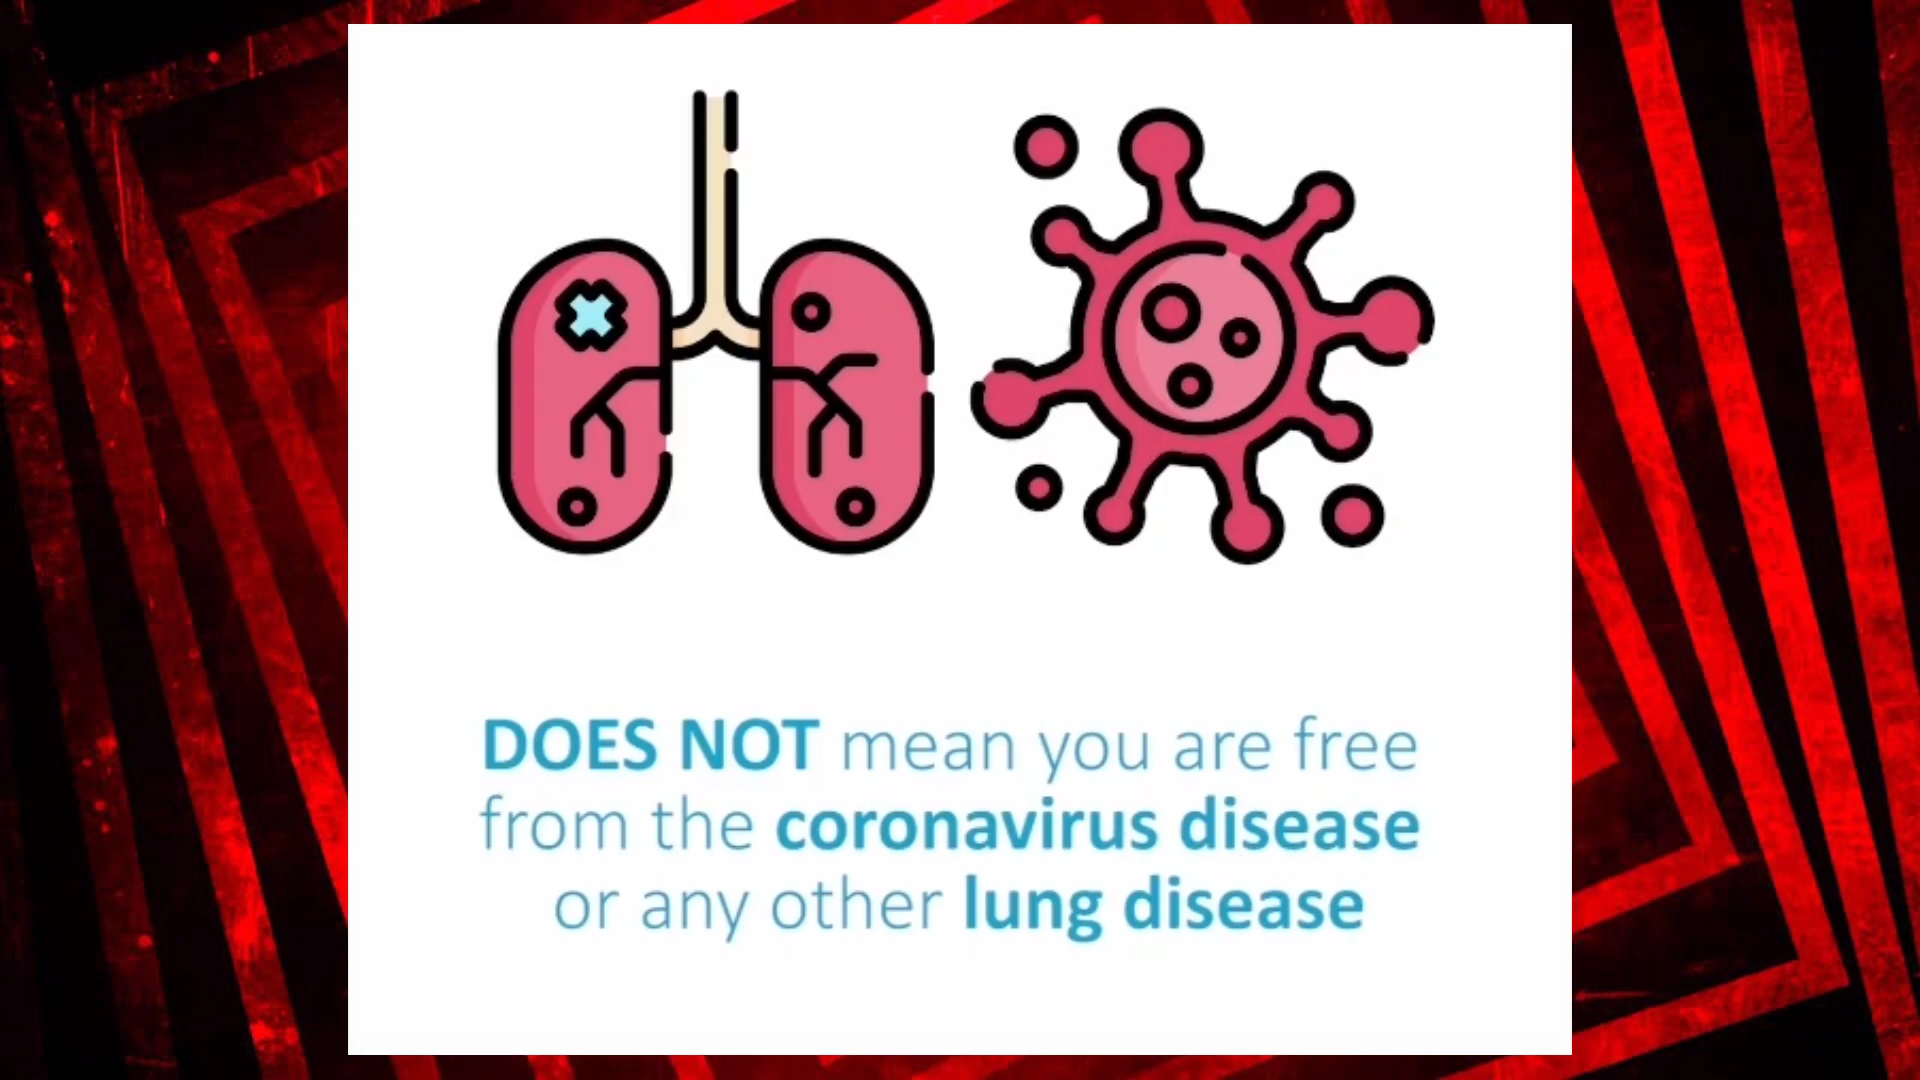 DOES NOT mean you are free
from the coronavirus disease
or any other lung disease